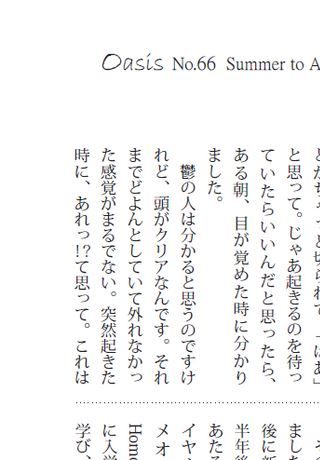 Oasis No.66 Summer to A
と思って。じゃあ起きるのを待っ
ていたらいいんだと思ったら、
ある朝、目が覚めた時に分かり
ました。
鬱の人は分かると思うのですけ
れど、頭がクリアなんです。それ
までどよんとしていて外れなかっ
た感覚がまるでない。突然起きた
時に、あれっ!?て思って。これは
まし
後に
半年後
あた
イヤ
メオ
に入学
学び、